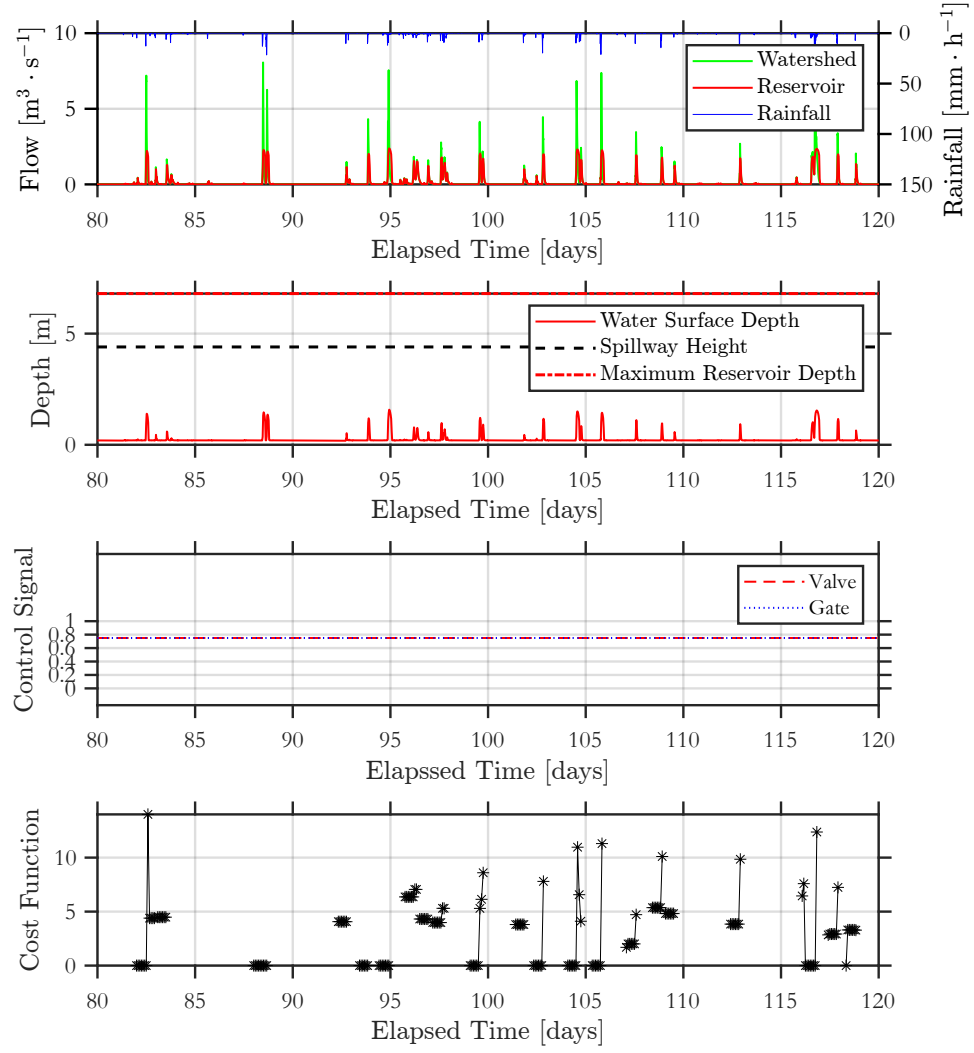 Flow [m³ · s⁻¹]
10
5
0
Watershed
Reservoir
Rainfall
0
50
100
150
Rainfall [mm · h⁻¹]
80 85 90 95 100 105 110 115 120
Elapsed Time [days]
Depth [m]
5
0
Water Surface Depth
Spillway Height
Maximum Reservoir Depth
80 85 90 95 100 105 110 115 120
Elapsed Time [days]
Control Signal
1
0.8
0.6
0.4
0.2
0
Valve
Gate
80 85 90 95 100 105 110 115 120
Elapssed Time [days]
Cost Function
10
5
0
80 85 90 95 100 105 110 115 120
Elapsed Time [days]